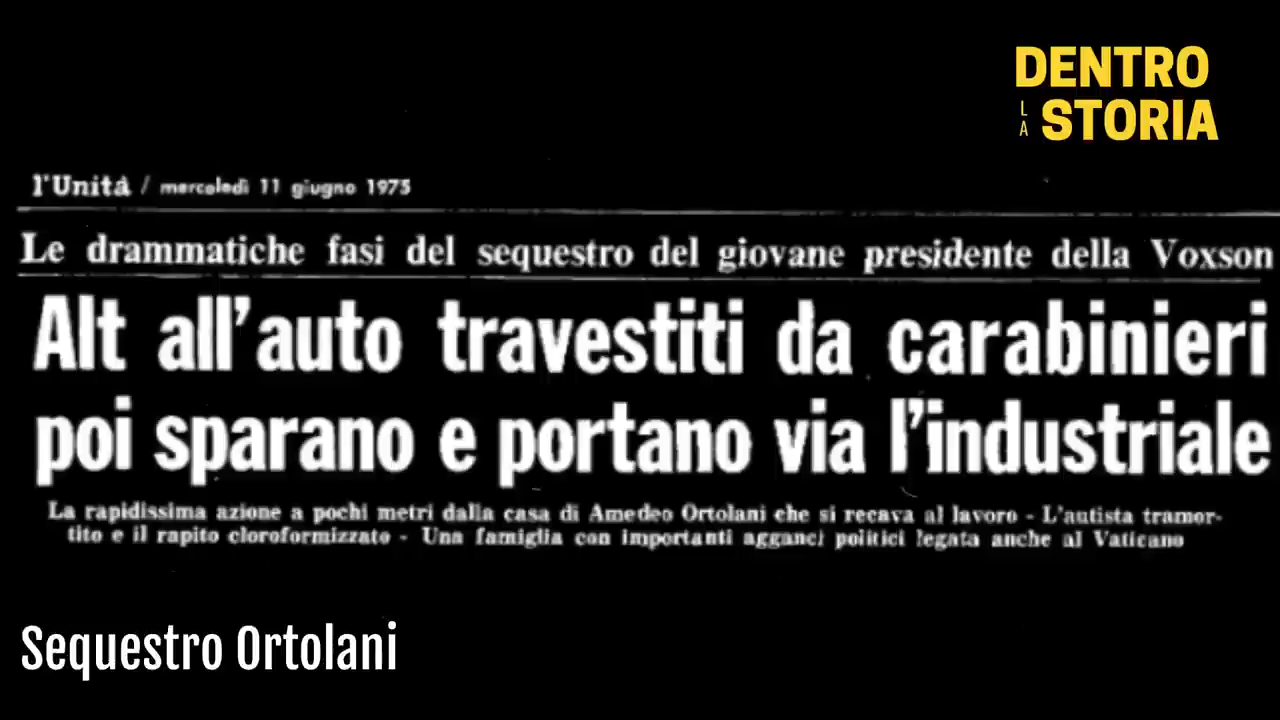 DENTRO
LA STORIA
l'Unità / mercoledì 11 giugno 1975
Le drammatiche fasi del sequestro del giovane presidente della Voxson
Alt all'auto travestiti da carabinieri
poi sparano e portano via l'industriale
La rapidissima azione a pochi metri dalla casa di Amedeo Ortolani che si recava al lavoro - L'autista tramor-
tito e il rapito cloroformizzato - Una famiglia con importanti agganci politici legata anche al Vaticano
Sequestro Ortolani